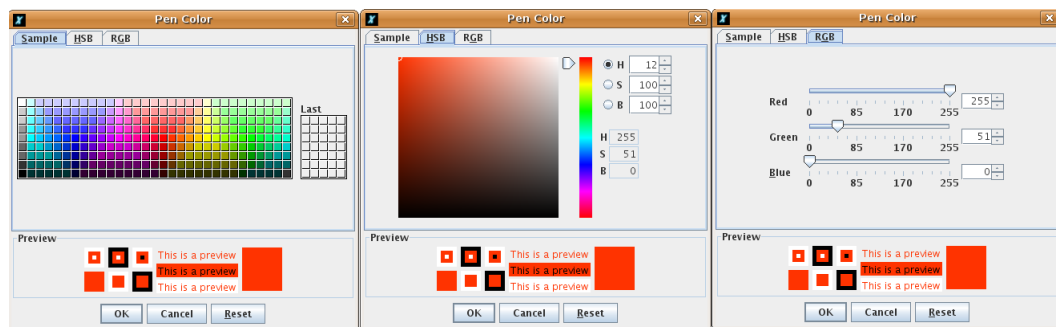 Pen Color
Sample HSB RGB
Last
Preview
This is a preview
This is a preview
This is a preview
OK Cancel Reset
Pen Color
Sample HSB RGB
H 12
S 100
B 100
H 255
S 51
B 0
Preview
This is a preview
This is a preview
This is a preview
OK Cancel Reset
Pen Color
Sample HSB RGB
Red 255
0 85 170 255
Green 51
0 85 170 255
Blue 0
0 85 170 255
Preview
This is a preview
This is a preview
This is a preview
OK Cancel Reset